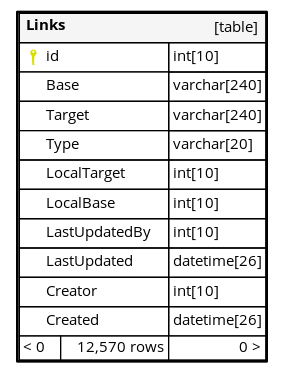 Links [table]
id int[10]
Base varchar[240]
Target varchar[240]
Type varchar[20]
LocalTarget int[10]
LocalBase int[10]
LastUpdatedBy int[10]
LastUpdated datetime[26]
Creator int[10]
Created datetime[26]
< 0 12,570 rows 0 >